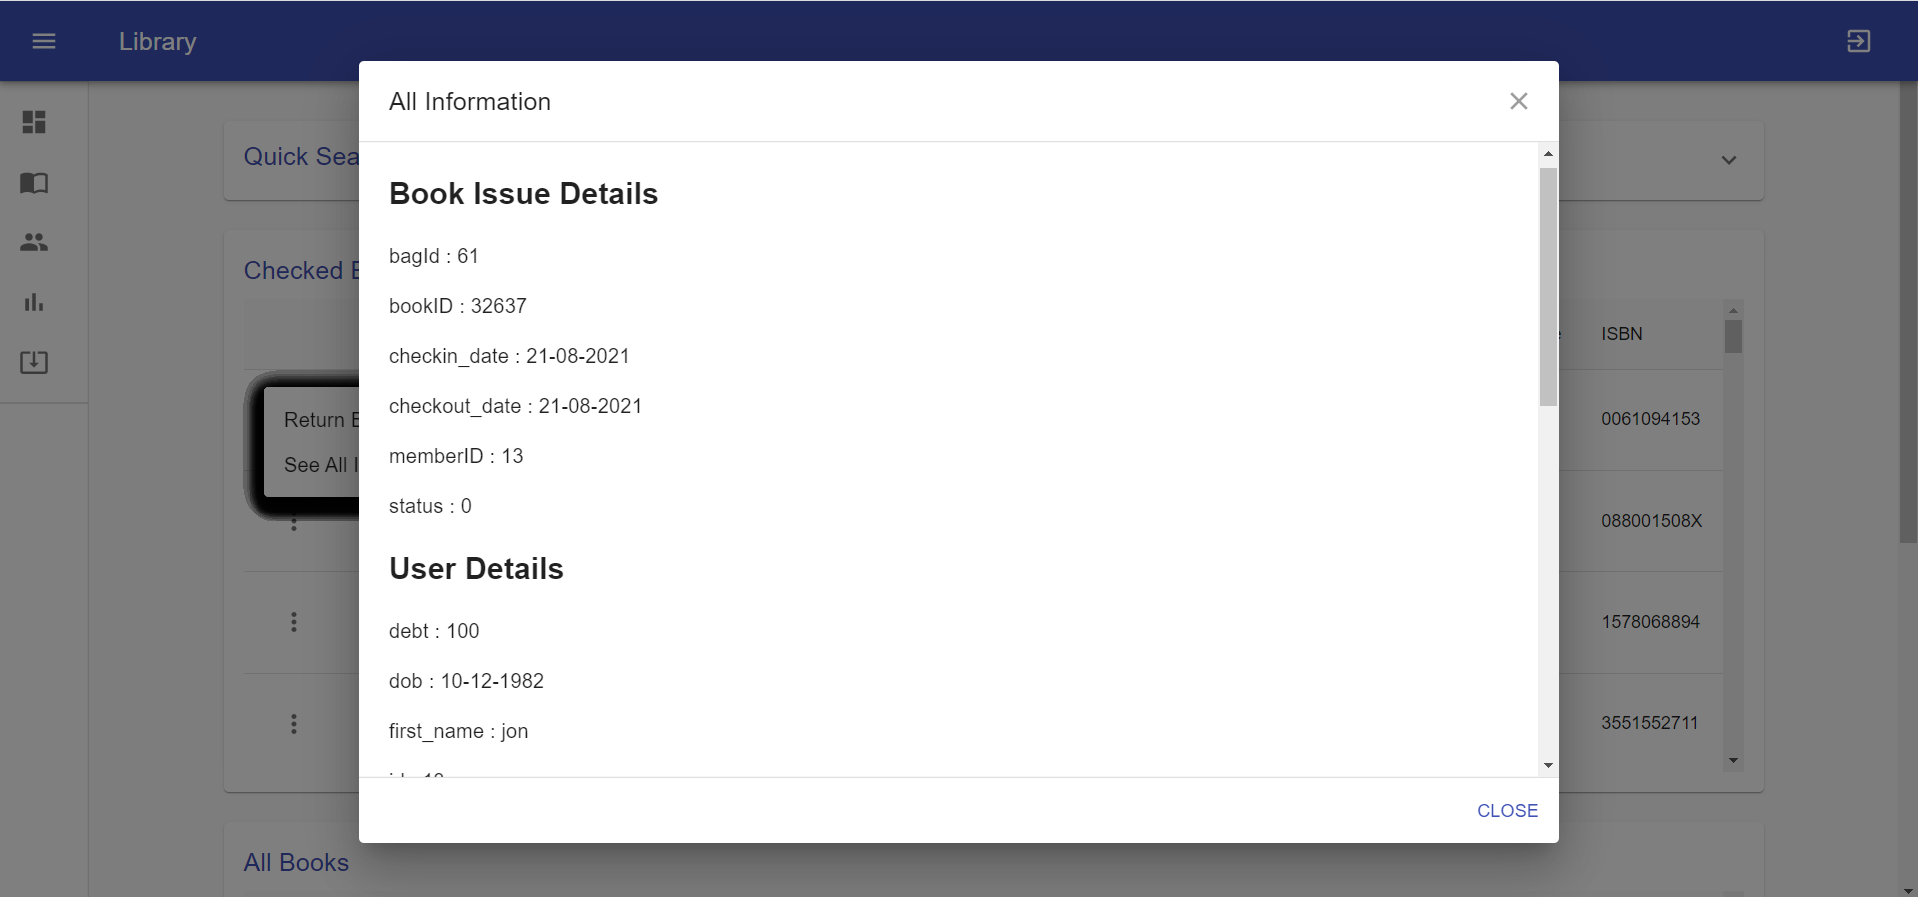 Library
All Information
Quick Sea
Book Issue Details
bagId : 61
Checked
bookID : 32637
ISBN
checkin_date : 21-08-2021
checkout_date : 21-08-2021
Return
0061094153
memberID : 13
See All
status : 0
088001508X
User Details
1578068894
debt : 100
dob : 10-12-1982
3551552711
first_name : jon
CLOSE
All Books